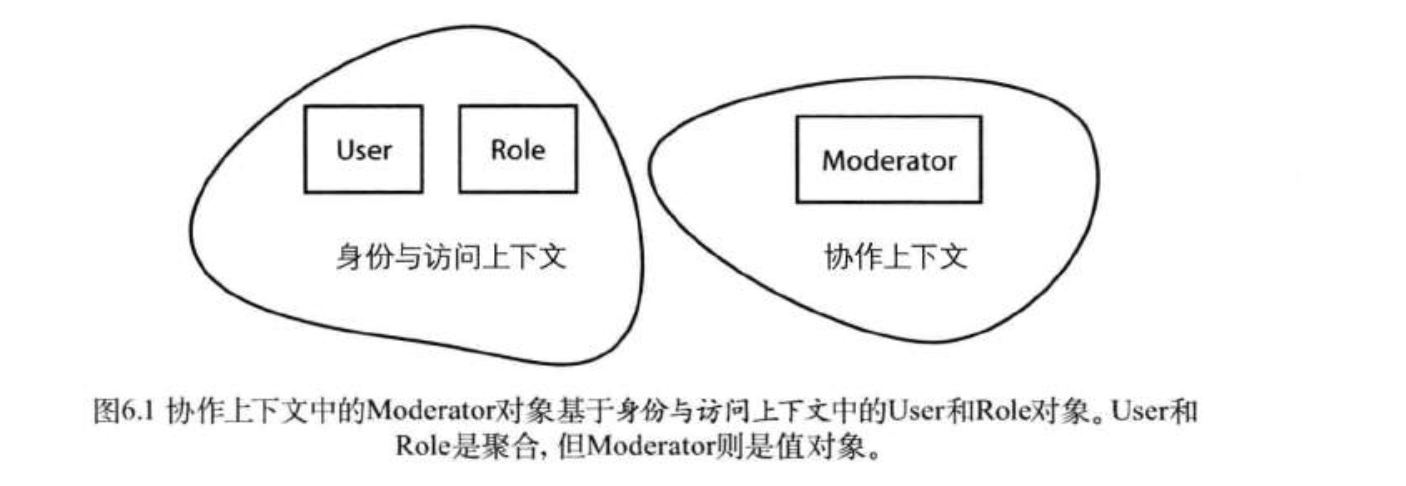 User
Role
Moderator
身份与访问上下文
协作上下文
图6.1 协作上下文中的Moderator对象基于身份与访问上下文中的User和Role对象。User和
Role是聚合, 但Moderator则是值对象。